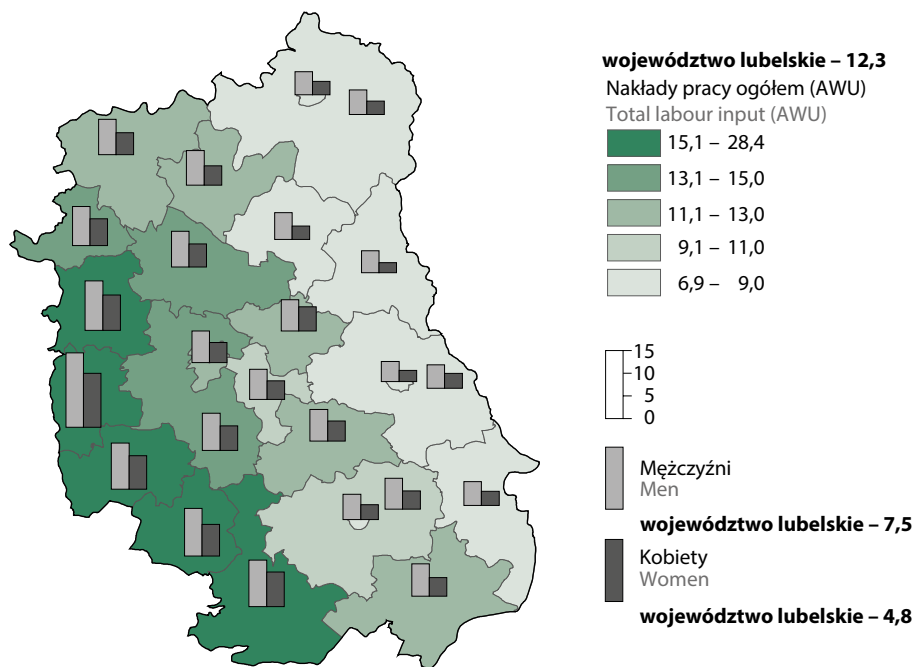 województwo lubelskie – 12,3
Nakłady pracy ogółem (AWU)
Total labour input (AWU)
15,1 – 28,4
13,1 – 15,0
11,1 – 13,0
9,1 – 11,0
6,9 – 9,0
15
10
5
0
Mężczyźni
Men
województwo lubelskie – 7,5
Kobiety
Women
województwo lubelskie – 4,8